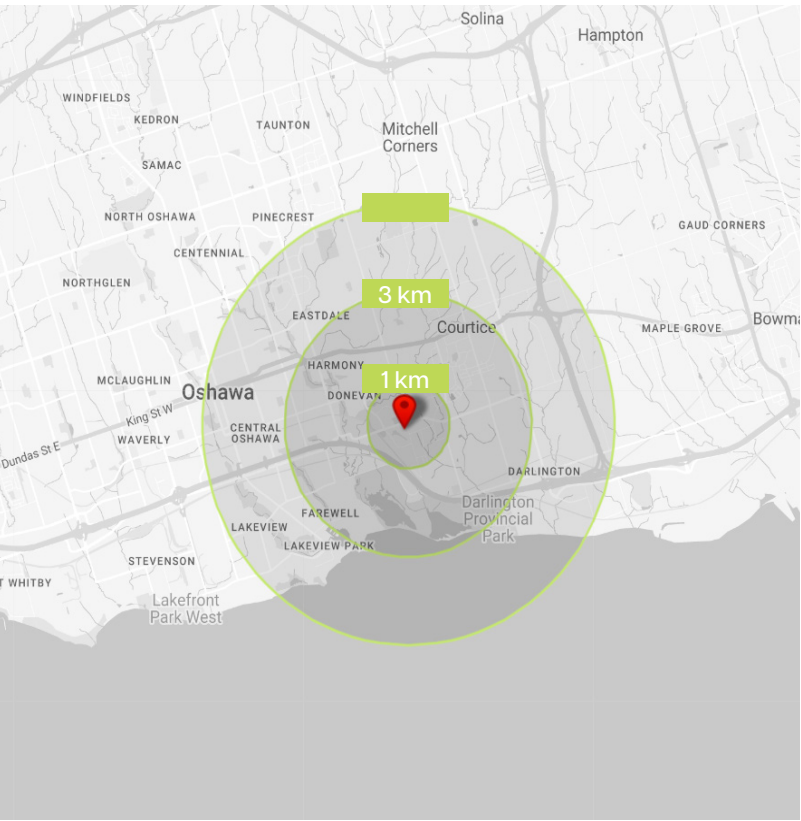 Solina
Hampton
WINDFIELDS
KEDRON
TAUNTON
Mitchell
Corners
SAMAC
NORTH OSHAWA
PINECREST
GAUD CORNERS
CENTENNIAL
NORTHGLEN
3 km
EASTDALE
Courtice
MAPLE GROVE
Bowma
HARMONY
1 km
MCLAUGHLIN
Oshawa
DONEVAN
King St W
CENTRAL
OSHAWA
WAVERLY
Dundas St E
DARLINGTON
Darlington
Provincial
Park
FAREWELL
LAKEVIEW
LAKEVIEW PARK
STEVENSON
T WHITBY
Lakefront
Park West